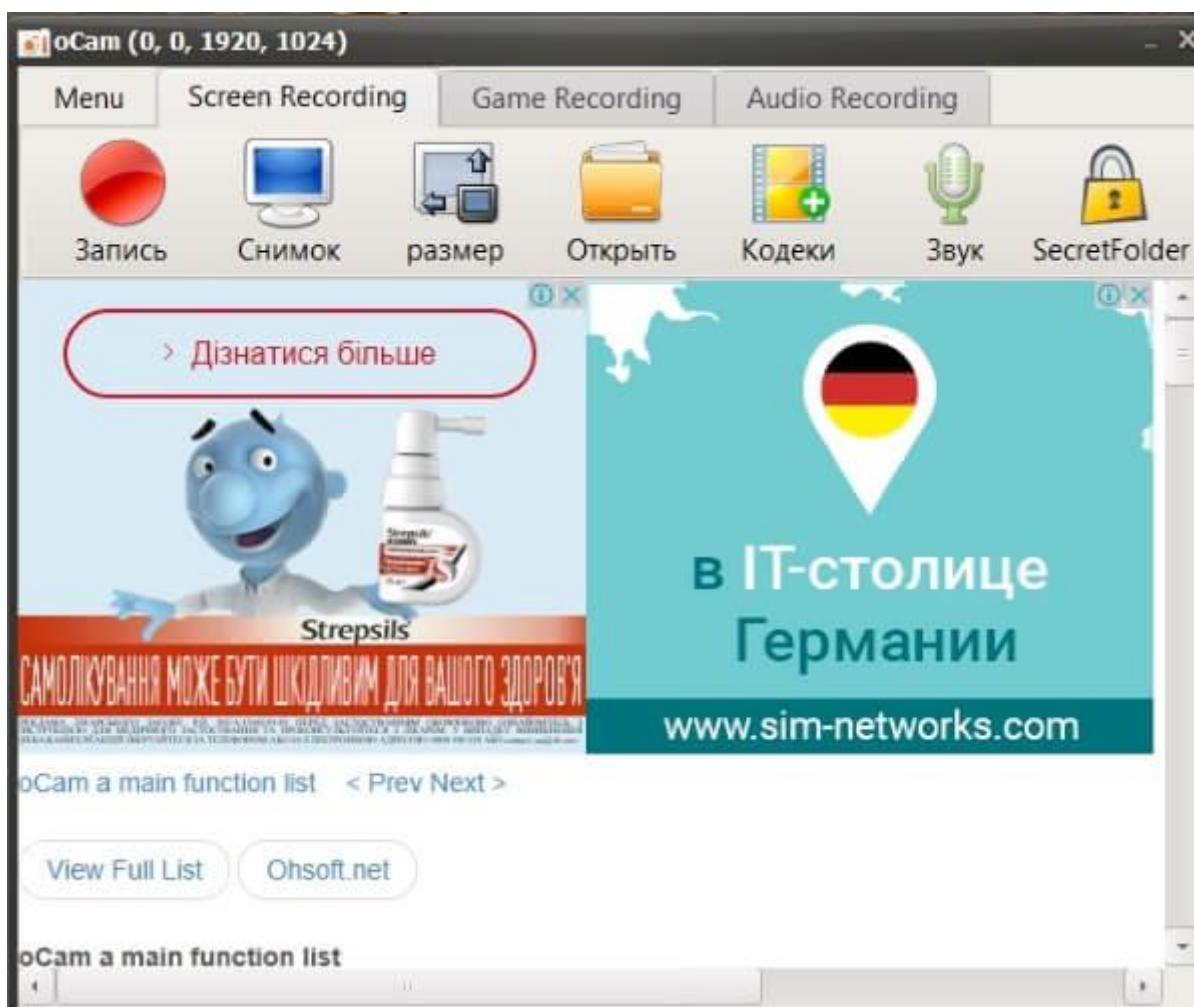 oCam (0, 0, 1920, 1024)
Menu Screen Recording Game Recording Audio Recording
Запись Снимок размер Открыть Кодеки Звук SecretFolder
> Дізнатися більше
Strepsils
Strepsils
САМОЛІКУВАННЯ МОЖЕ БУТИ ШКІДЛИВИМ ДЛЯ ВАШОГО ЗДОРОВ'Я
в IT-столице
Германии
www.sim-networks.com
oCam a main function list < Prev Next >
View Full List Ohsoft.net
oCam a main function list